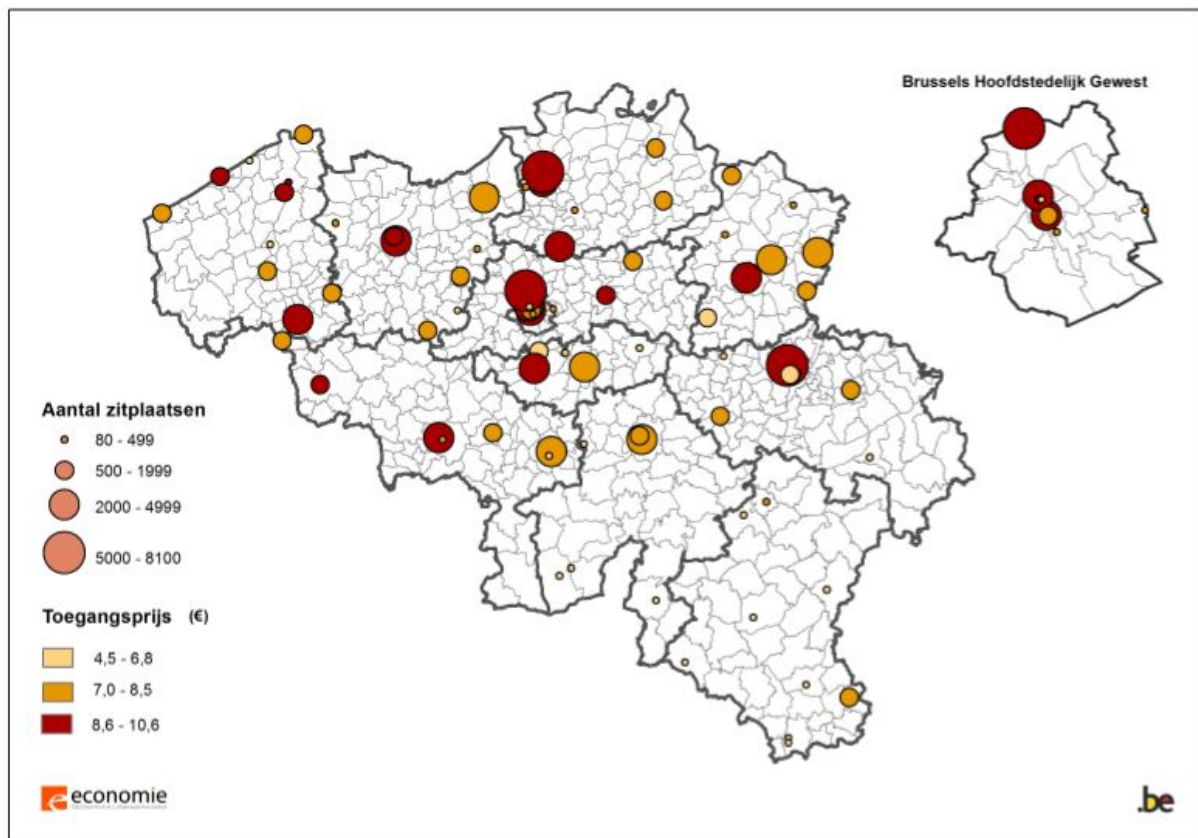 Brussels Hoofdstedelijk Gewest
Aantal zitplaatsen
80 - 499
500 - 1999
2000 - 4999
5000 - 8100
Toegangsprijs (€)
4,5 - 6,8
7,0 - 8,5
8,6 - 10,6
economie
.be